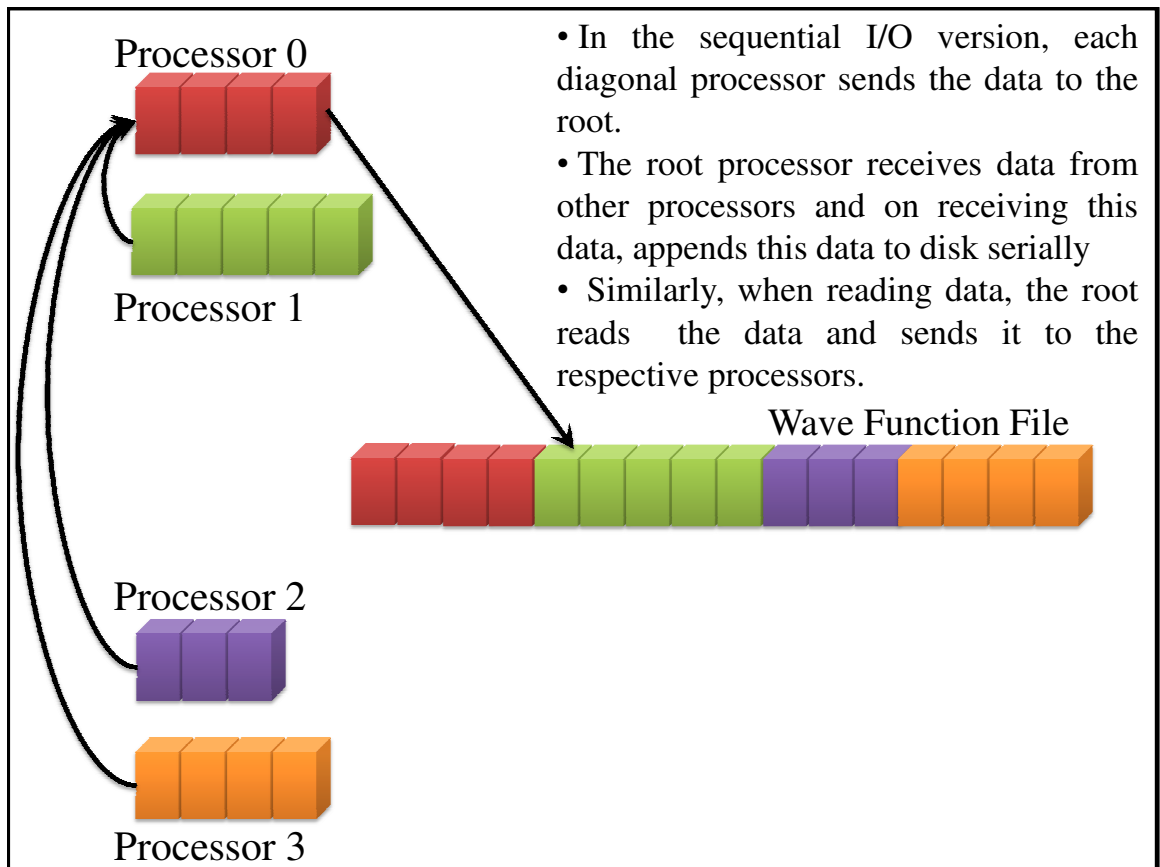 Processor 0
• In the sequential I/O version, each
diagonal processor sends the data to the
root.
• The root processor receives data from
other processors and on receiving this
data, appends this data to disk serially
• Similarly, when reading data, the root
reads the data and sends it to the
respective processors.
Processor 1
Wave Function File
Processor 2
Processor 3